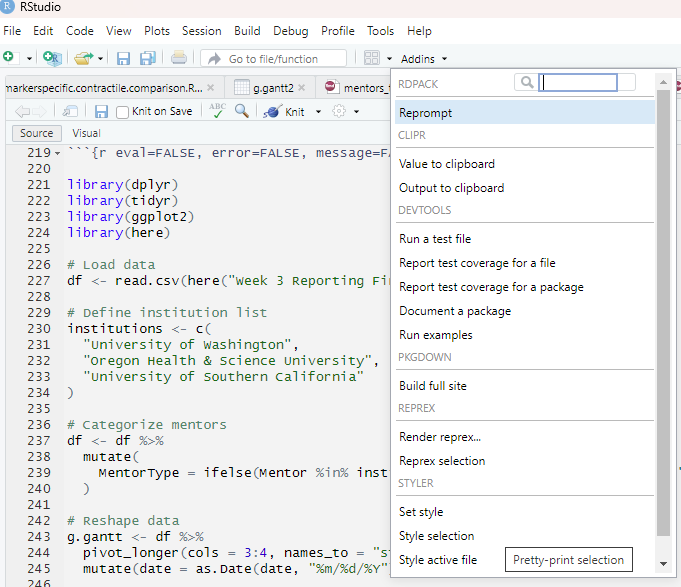 RStudio
File Edit Code View Plots Session Build Debug Profile Tools Help
Go to file/function Addins
markerspecific.contractile.comparison.R... g.gantt2 mentors_
Knit on Save ABC Knit
Source Visual
219 ```{r eval=FALSE, error=FALSE, message=FA
220
221 library(dplyr)
222 library(tidyr)
223 library(ggplot2)
224 library(here)
225
226 # Load data
227 df <- read.csv(here("Week 3 Reporting Fi
228
229 # Define institution list
230 institutions <- c(
231 "University of Washington",
232 "Oregon Health & Science University",
233 "University of Southern California"
234 )
235
236 # Categorize mentors
237 df <- df %>%
238 mutate(
239 MentorType = ifelse(Mentor %in% inst
240 )
241
242 # Reshape data
243 g.gantt <- df %>%
244 pivot_longer(cols = 3:4, names_to = "s
245 mutate(date = as.Date(date, "%m/%d/%Y"
246
RDPACK
Reprompt
CLIPR
Value to clipboard
Output to clipboard
DEVTOOLS
Run a test file
Report test coverage for a file
Report test coverage for a package
Document a package
Run examples
PKGDOWN
Build full site
REPREX
Render reprex...
Reprex selection
STYLER
Set style
Style selection
Style active file
Pretty-print selection